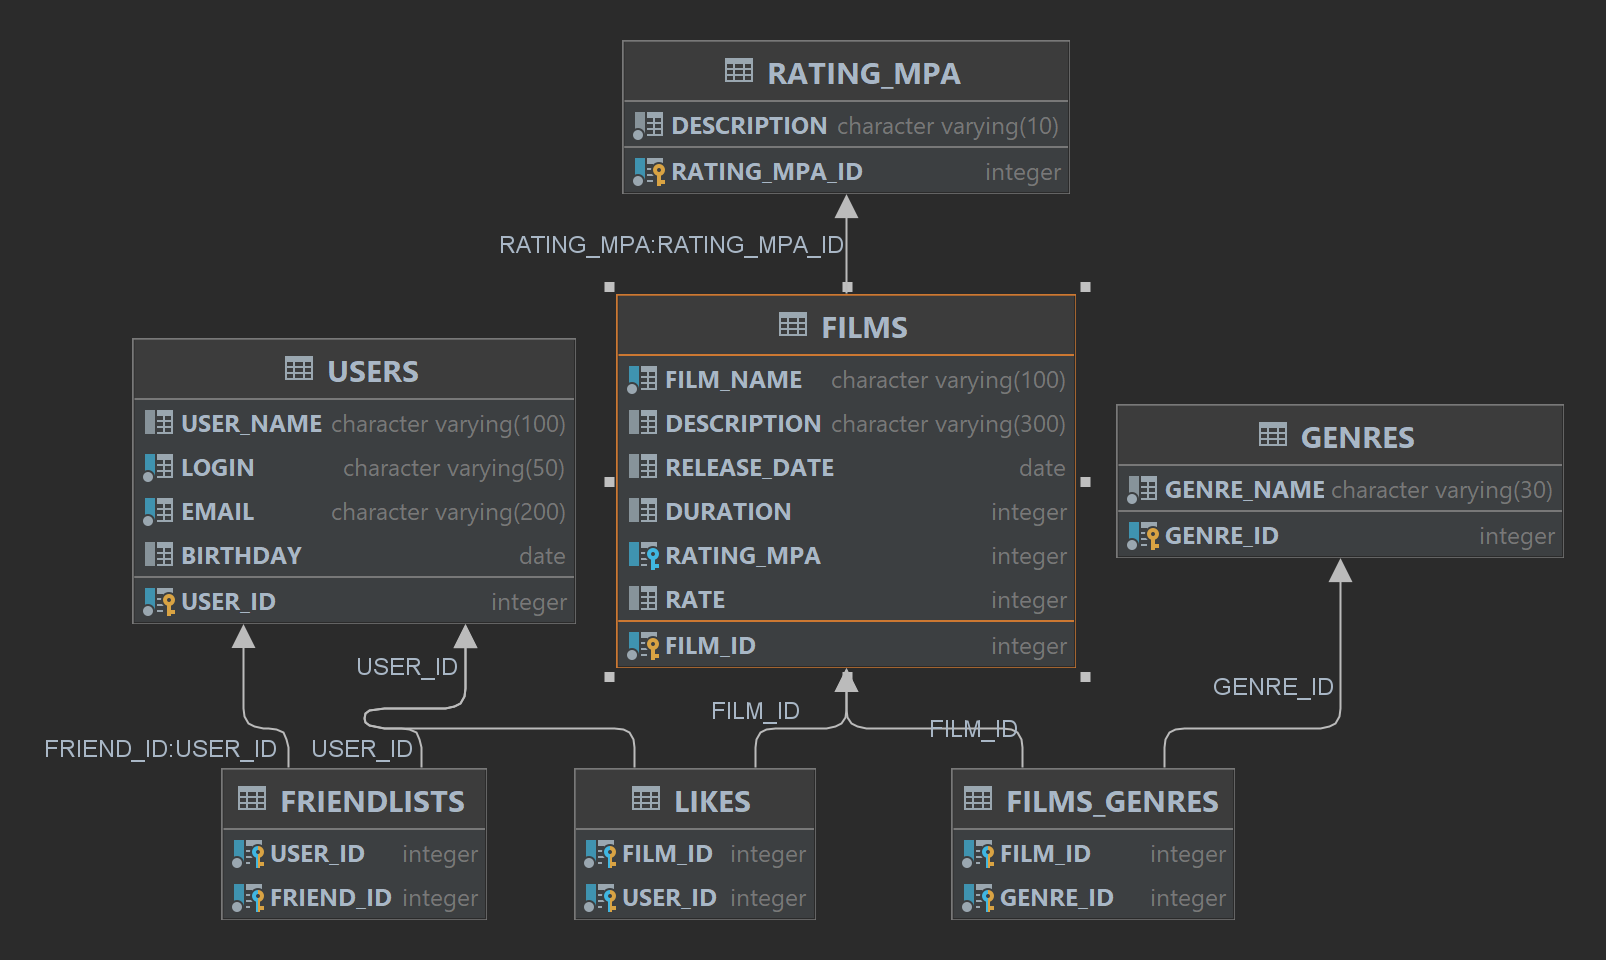 RATING_MPA
DESCRIPTION character varying(10)
RATING_MPA_ID integer
RATING_MPA:RATING_MPA_ID
FILMS
FILM_NAME character varying(100)
DESCRIPTION character varying(300)
RELEASE_DATE date
DURATION integer
RATING_MPA integer
RATE integer
FILM_ID integer
USERS
USER_NAME character varying(100)
LOGIN character varying(50)
EMAIL character varying(200)
BIRTHDAY date
USER_ID integer
GENRES
GENRE_NAME character varying(30)
GENRE_ID integer
USER_ID
FILM_ID
FILM_ID
GENRE_ID
FRIEND_ID:USER_ID
USER_ID
FRIENDLISTS
USER_ID integer
FRIEND_ID integer
LIKES
FILM_ID integer
USER_ID integer
FILMS_GENRES
FILM_ID integer
GENRE_ID integer